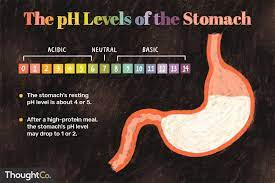 The pH Levels of the Stomach
ACIDIC NEUTRAL BASIC
0 1 2 3 4 5 6 7 8 9 10 11 12 13 14
The stomach's resting
pH level is about 4 or 5.
After a high-protein meal,
the stomach's pH level
may drop to 1 or 2.
ThoughtCo.